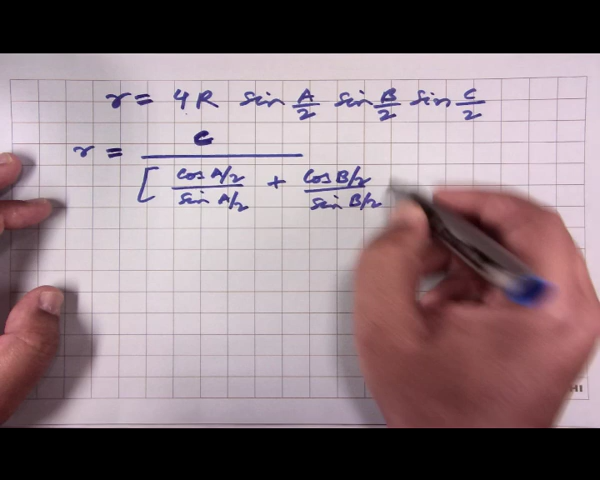 r = 4R sin A/2 sin B/2 sin C/2
r = c / [ cos A/2 / sin A/2 + cos B/2 / sin B/2